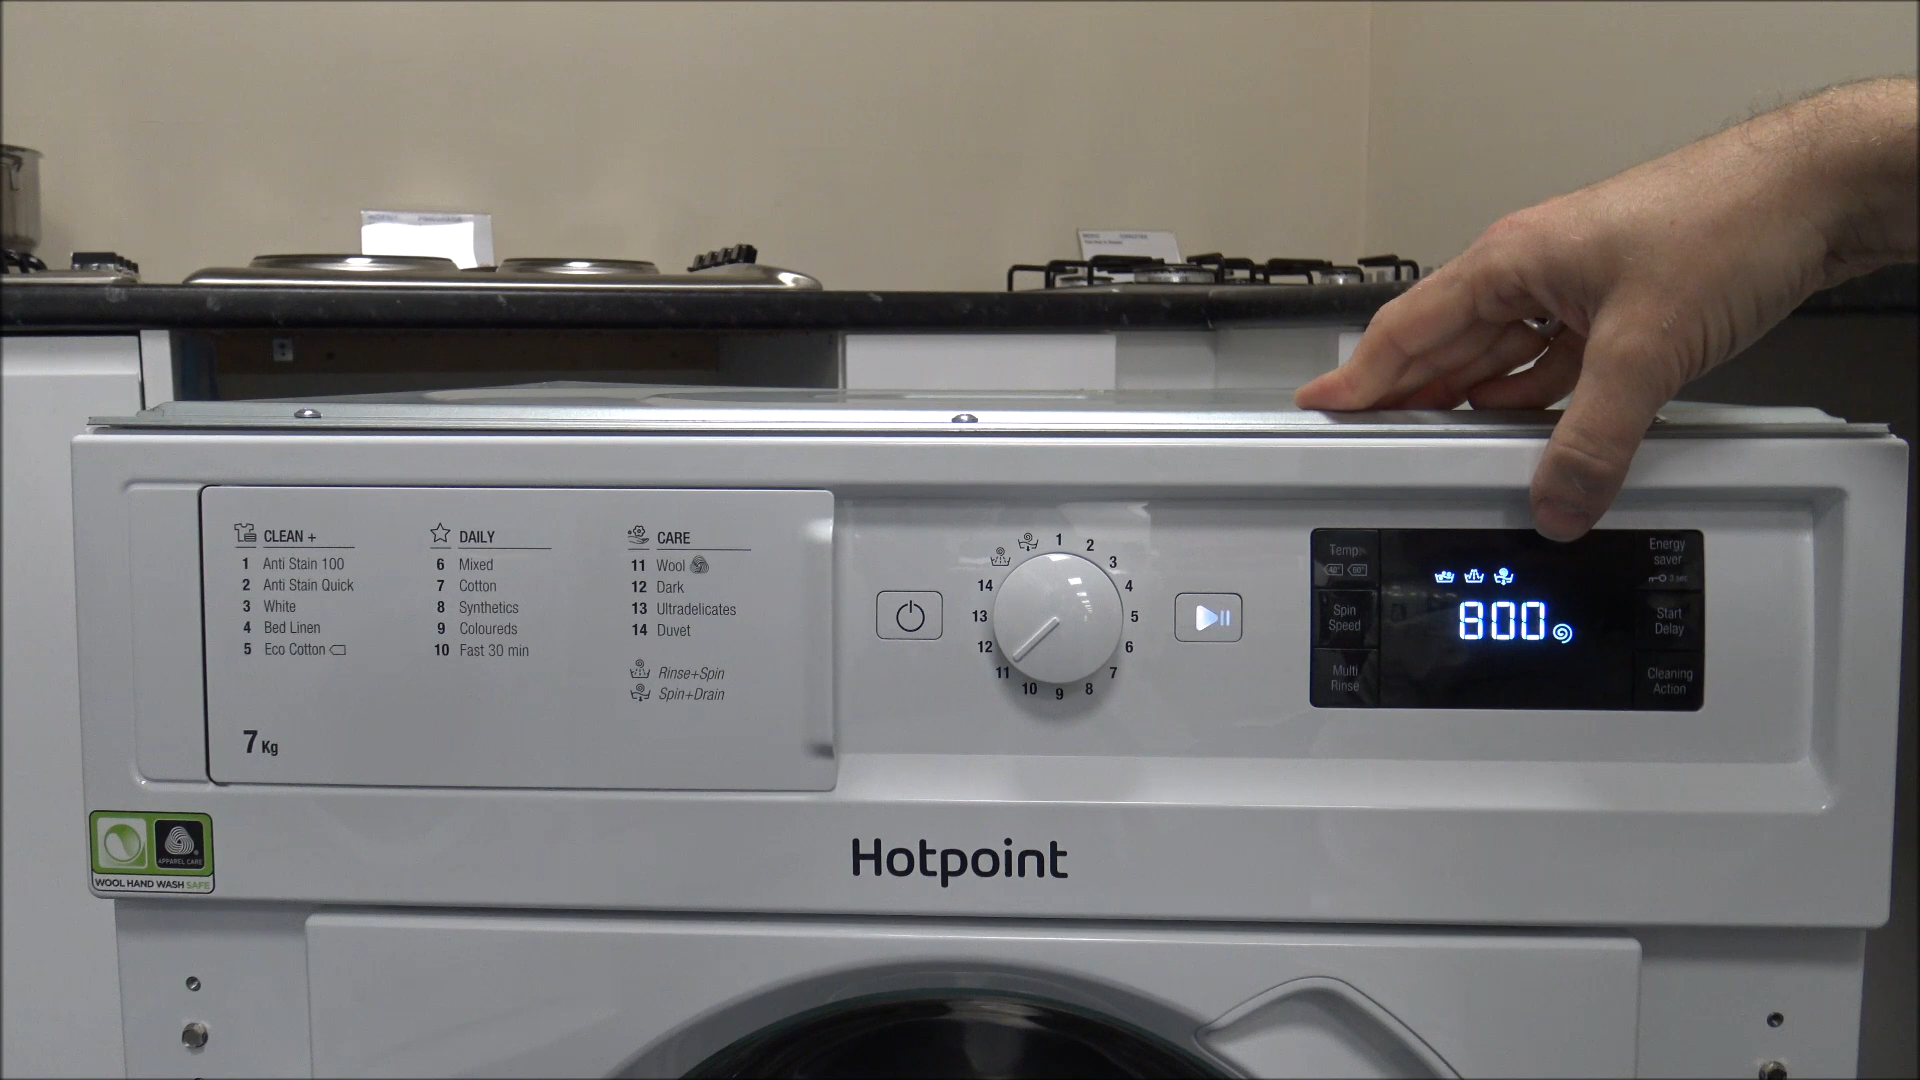 CLEAN +
1 Anti Stain 100
2 Anti Stain Quick
3 White
4 Bed Linen
5 Eco Cotton
DAILY
6 Mixed
7 Cotton
8 Synthetics
9 Coloureds
10 Fast 30 min
CARE
11 Wool
12 Dark
13 Ultradelicates
14 Duvet
Rinse+Spin
Spin+Drain
7 Kg
1
2
3
4
5
6
7
8
9
10
11
12
13
14
Temp.
40° 60°
Spin
Speed
Multi
Rinse
800
Energy
saver
3 sec
Start
Delay
Cleaning
Action
APPAREL CARE
WOOL HAND WASH SAFE
Hotpoint